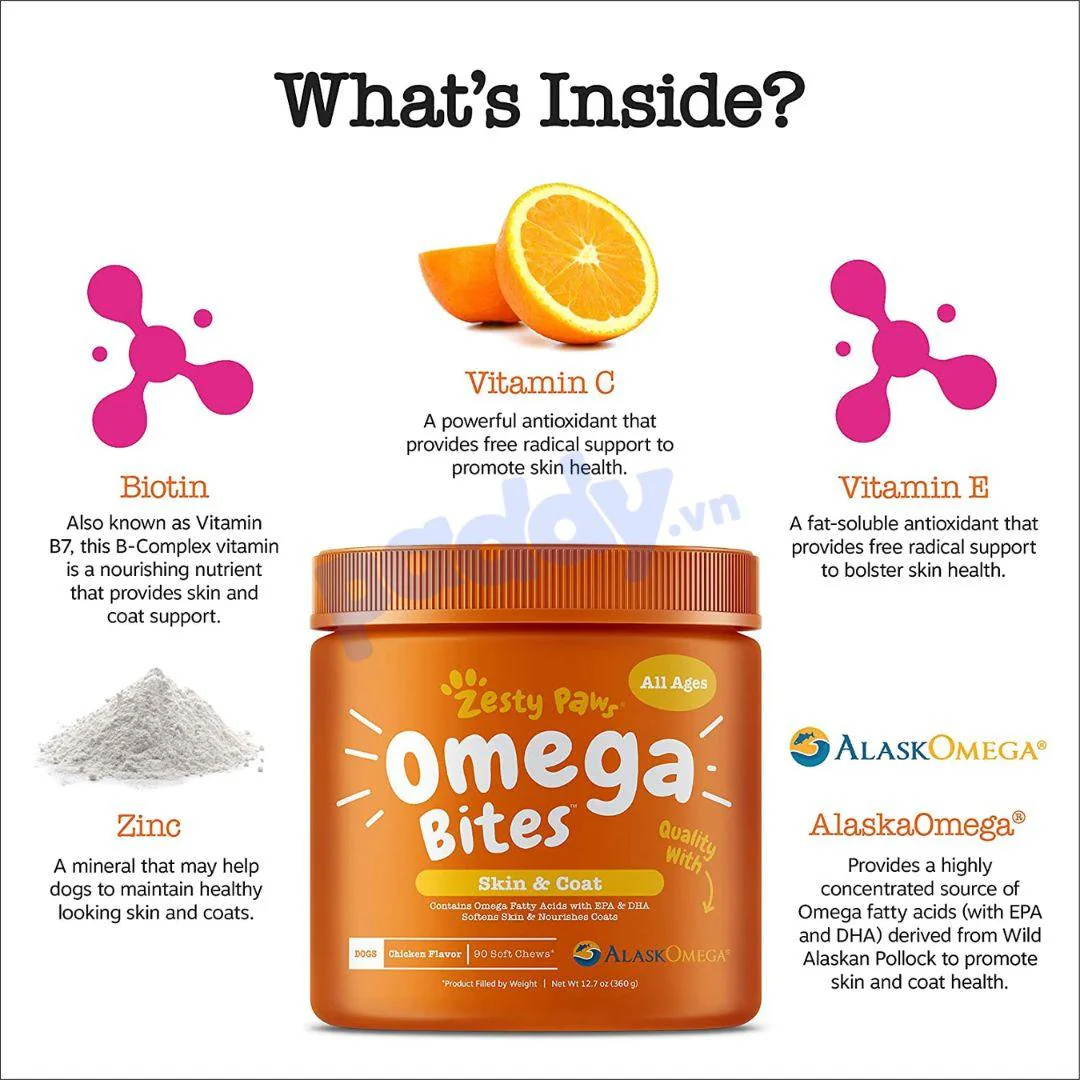 What's Inside?
Vitamin C
A powerful antioxidant that
provides free radical support to
promote skin health.
Biotin
Also known as Vitamin
B7, this B-Complex vitamin
is a nourishing nutrient
that provides skin and
coat support.
Vitamin E
A fat-soluble antioxidant that
provides free radical support
to bolster skin health.
paddy.vn
Zinc
A mineral that may help
dogs to maintain healthy
looking skin and coats.
All Ages
Zesty Paws®
Omega
Bites™
Quality
With
Skin & Coat
Contains Omega Fatty Acids with EPA & DHA
Softens Skin & Nourishes Coats
DOGS Chicken Flavor | 90 Soft Chews* ALASKOMEGA®
*Product Filled by Weight | Net Wt 12.7 oz (360 g)
ALASKOMEGA®
AlaskaOmega®
Provides a highly
concentrated source of
Omega fatty acids (with EPA
and DHA) derived from Wild
Alaskan Pollock to promote
skin and coat health.